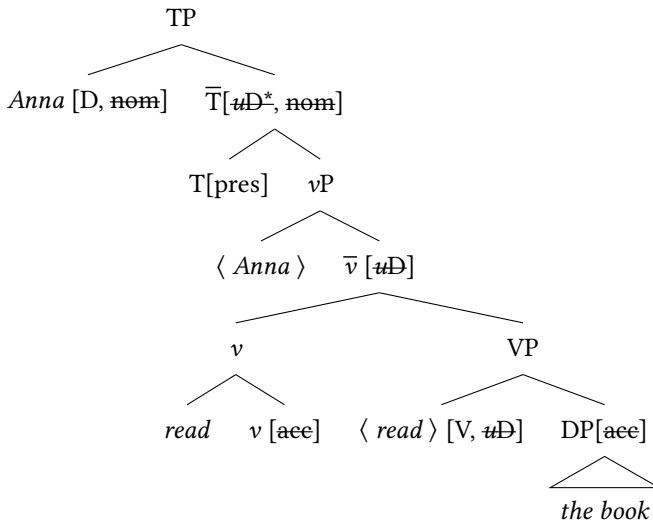 TP
Anna [D, nom] T̅[uD*, nom]
T[pres] vP
⟨ Anna ⟩ v̅ [uD]
v VP
read v [acc] ⟨ read ⟩ [V, uD] DP[acc]
the book